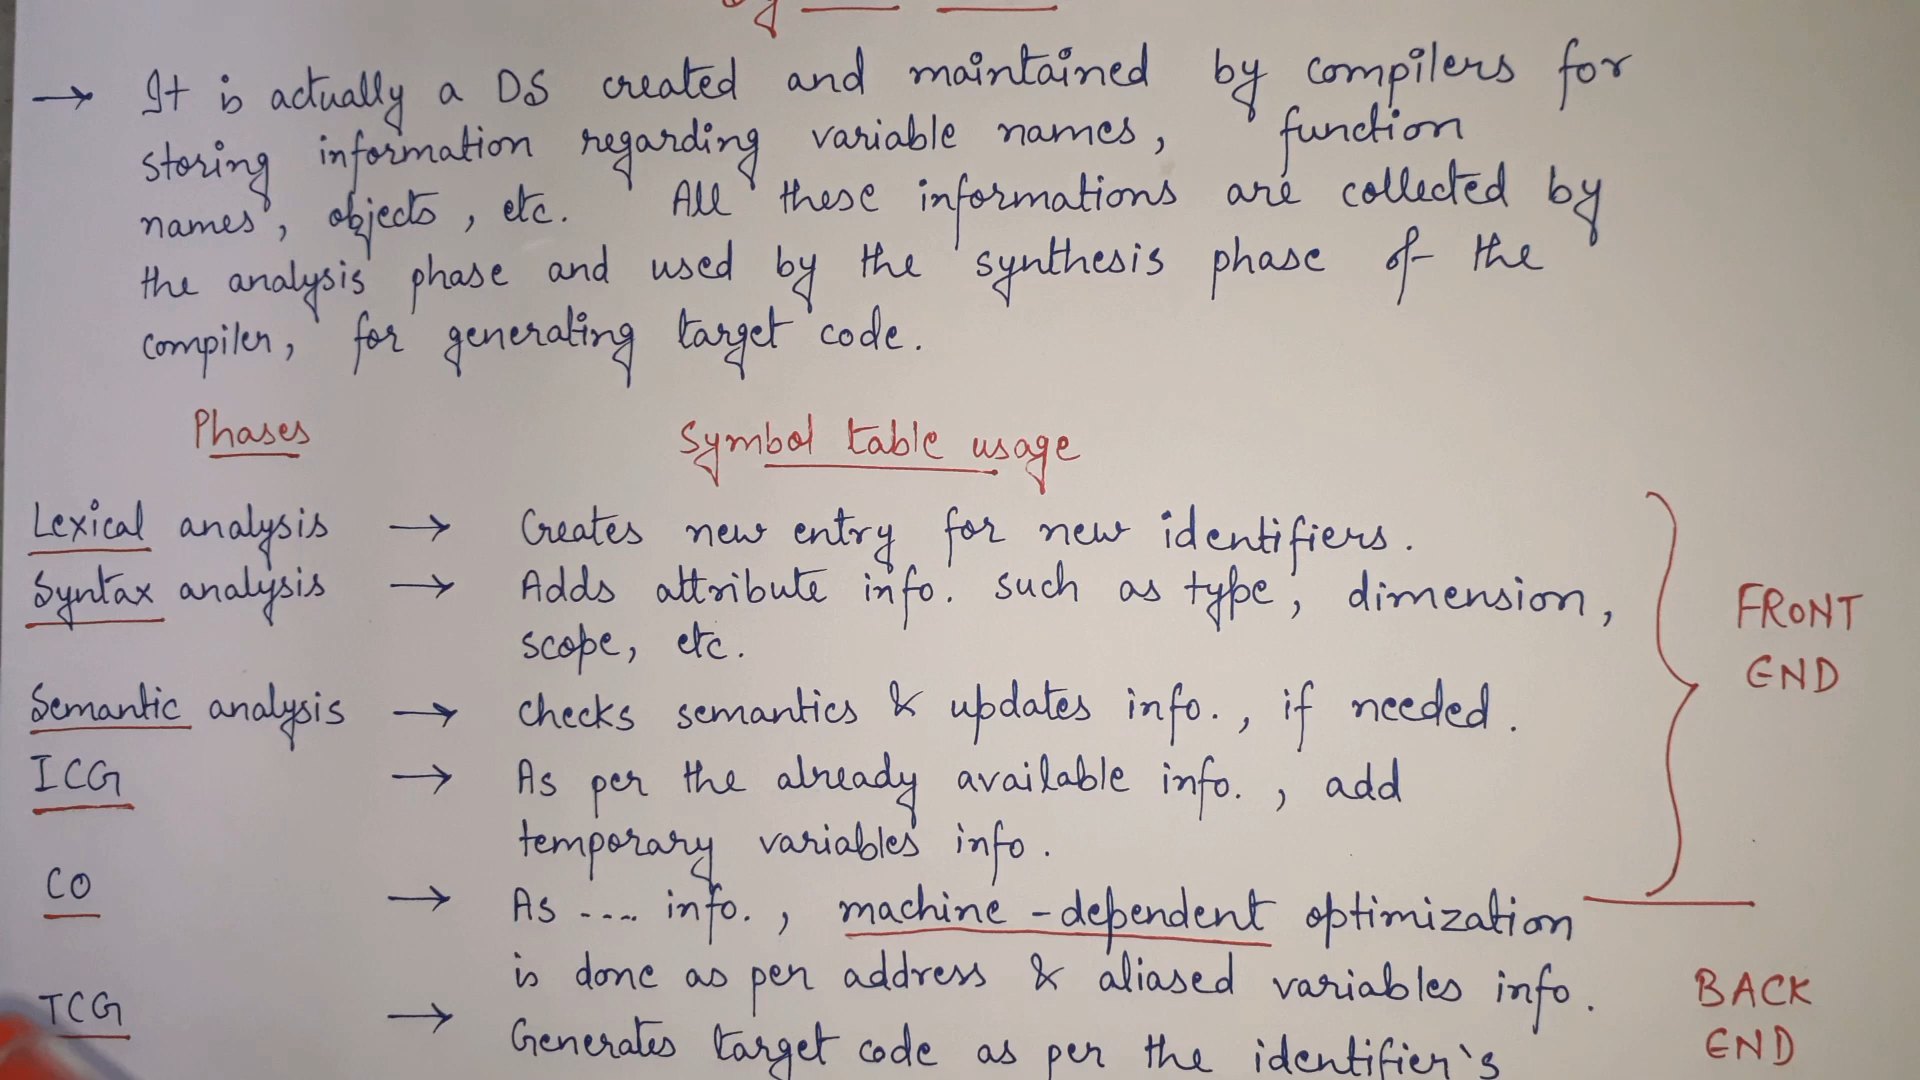 → It is actually a DS created and maintained by compilers for
storing information regarding variable names, function
names, objects, etc. All these informations are collected by
the analysis phase and used by the synthesis phase of the
compiler, for generating target code.
Phases Symbol table usage
Lexical analysis → Creates new entry for new identifiers.
Syntax analysis → Adds attribute info. such as type, dimension,
scope, etc.
FRONT
END
Semantic analysis → checks semantics & updates info., if needed.
ICG → As per the already available info., add
temporary variables info.
CO → As .... info., machine-dependent optimization
is done as per address & aliased variables info.
BACK
END
TCG → Generates target code as per the identifier's